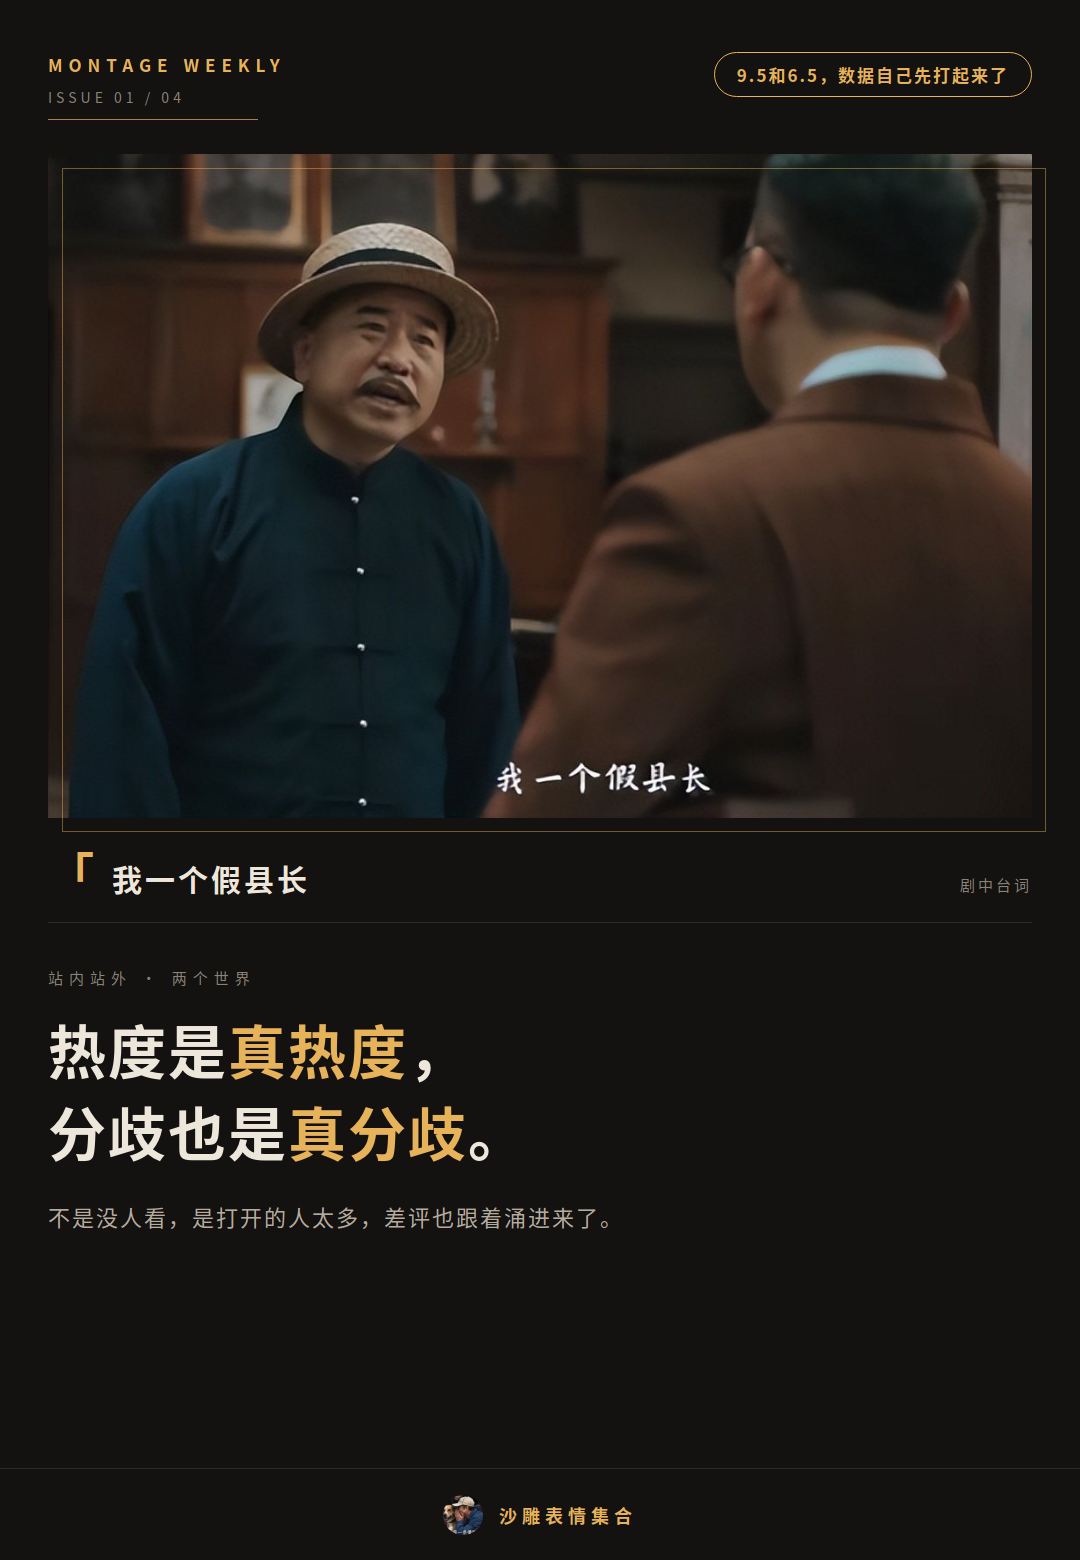 MONTAGE WEEKLY
9.5和6.5，数据自己先打起来了
ISSUE 01 / 04
我一个假县长
「 我一个假县长
剧中台词
站内站外 · 两个世界
热度是真热度，
分歧也是真分歧。
不是没人看，是打开的人太多，差评也跟着涌进来了。
沙雕表情集合